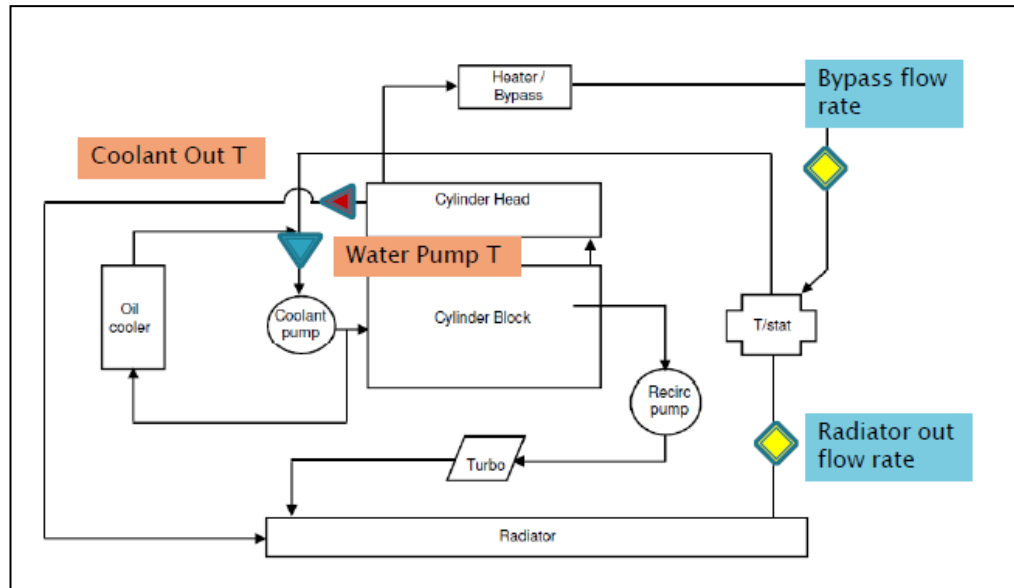 Heater /
Bypass
Bypass flow
rate
Coolant Out T
Cylinder Head
Water Pump T
Oil
cooler
Coolant
pump
Cylinder Block
T/stat
Recirc
pump
Radiator out
flow rate
Turbo
Radiator